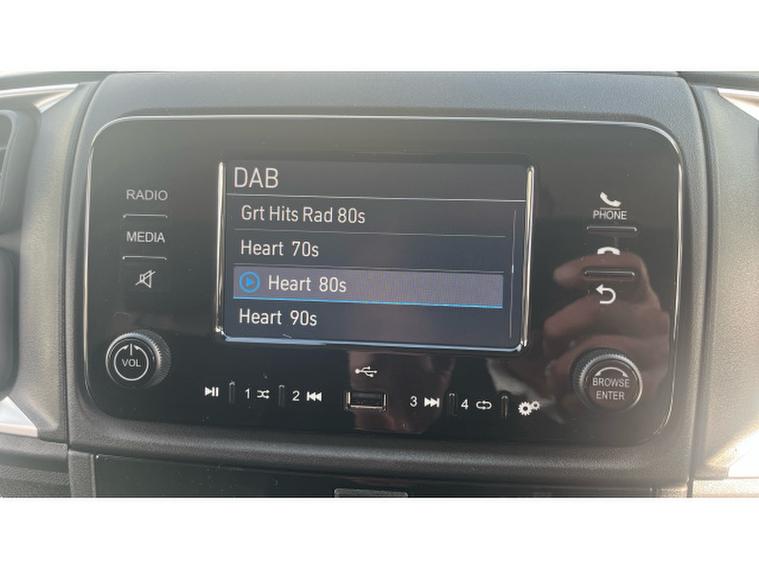 DAB
Grt Hits Rad 80s
Heart 70s
Heart 80s
Heart 90s
RADIO
MEDIA
VOL
PHONE
BROWSE
ENTER
1 2 3 4